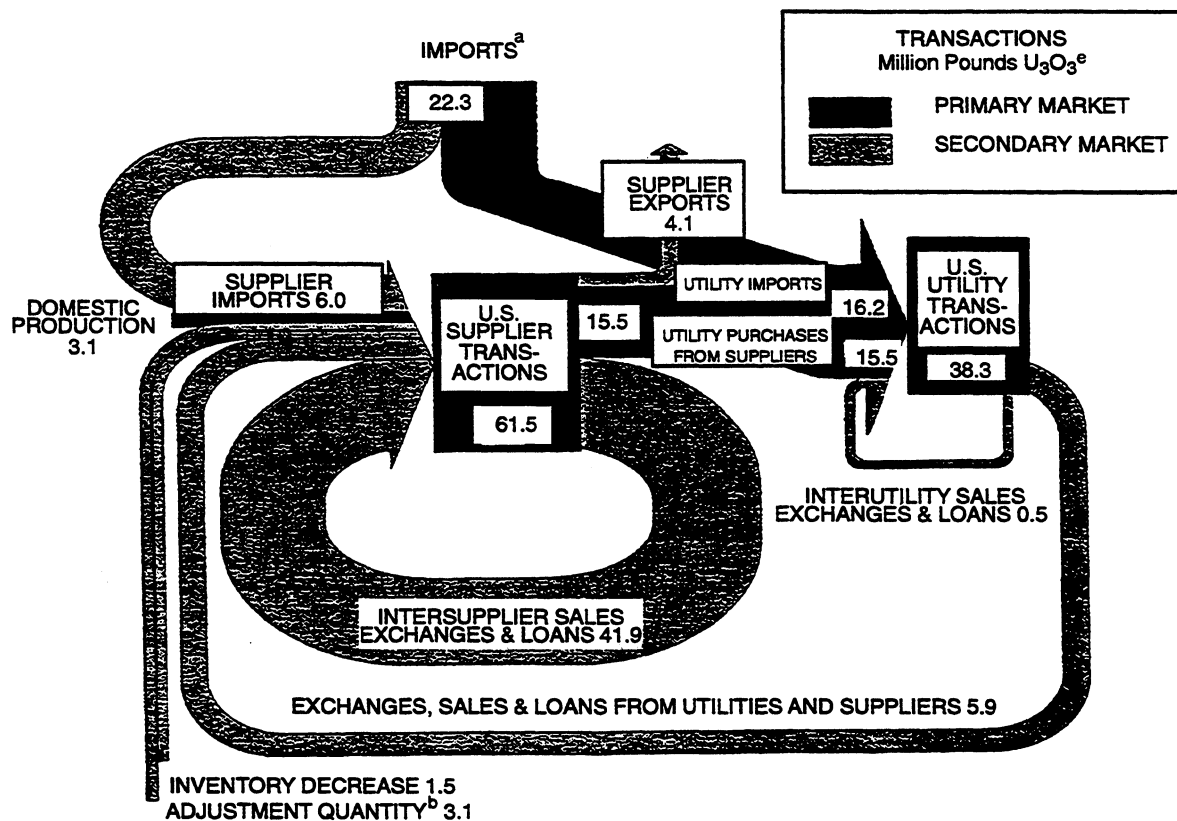 IMPORTSᵃ
22.3
TRANSACTIONS
Million Pounds U₃O₃ᵉ
PRIMARY MARKET
SECONDARY MARKET
SUPPLIER
EXPORTS
4.1
SUPPLIER
IMPORTS 6.0
DOMESTIC
PRODUCTION
3.1
U.S.
SUPPLIER
TRANS-
ACTIONS
61.5
15.5
UTILITY IMPORTS
16.2
UTILITY PURCHASES
FROM SUPPLIERS
15.5
U.S.
UTILITY
TRANS-
ACTIONS
38.3
INTERUTILITY SALES
EXCHANGES & LOANS 0.5
INTERSUPPLIER SALES
EXCHANGES & LOANS 41.9
EXCHANGES, SALES & LOANS FROM UTILITIES AND SUPPLIERS 5.9
INVENTORY DECREASE 1.5
ADJUSTMENT QUANTITYᵇ 3.1